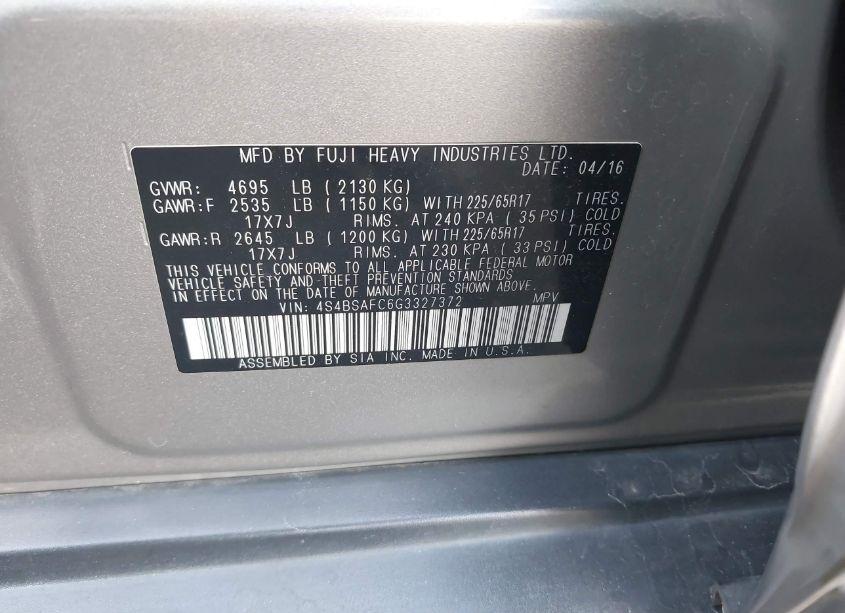 MFD BY FUJI HEAVY INDUSTRIES LTD.
DATE: 04/16
GVWR: 4695 LB ( 2130 KG)
GAWR:F 2535 LB ( 1150 KG) WITH 225/65R17 TIRES.
17X7J RIMS. AT 240 KPA ( 35 PSI) COLD
GAWR:R 2645 LB ( 1200 KG) WITH 225/65R17 TIRES.
17X7J RIMS. AT 230 KPA ( 33 PSI) COLD
THIS VEHICLE CONFORMS TO ALL APPLICABLE FEDERAL MOTOR
VEHICLE SAFETY AND THEFT PREVENTION STANDARDS
IN EFFECT ON THE DATE OF MANUFACTURE SHOWN ABOVE.
VIN: 4S4BSAFC6G3327372 MPV
ASSEMBLED BY SIA INC. MADE IN U.S.A.